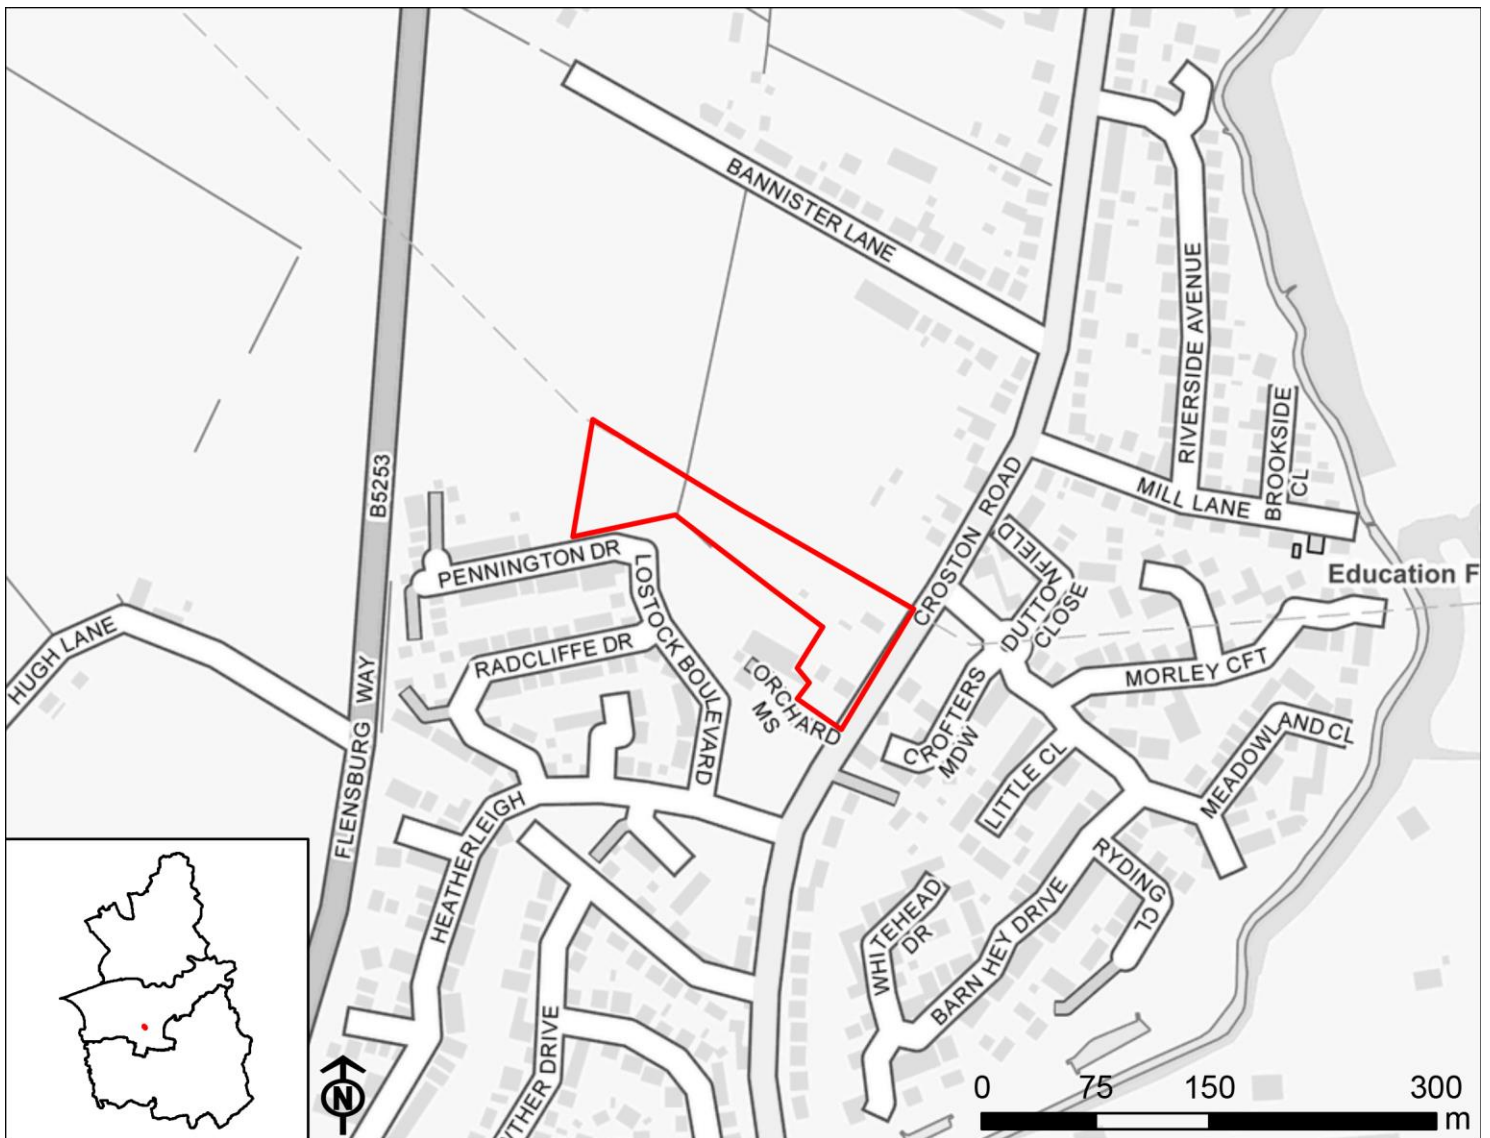 BANNISTER LANE
RIVERSIDE AVENUE
B5253
BROOKSIDE
CL
MILL LANE
CROSTON ROAD
PENNINGTON DR
DUTTONFIELD
CLOSE
Education F
LOSTOCK BOULEVARD
HUGH LANE
RADCLIFFE DR
MORLEY CFT
ORCHARD
MS
CROFTERS
MDW
FLENSBURG WAY
MEADOWLAND CL
LITTLE CL
HEATHERLEIGH
RYDING
CL
WHITEHEAD
DR
BARN HEY DRIVE
YTHER DRIVE
N
0 75 150 300
m